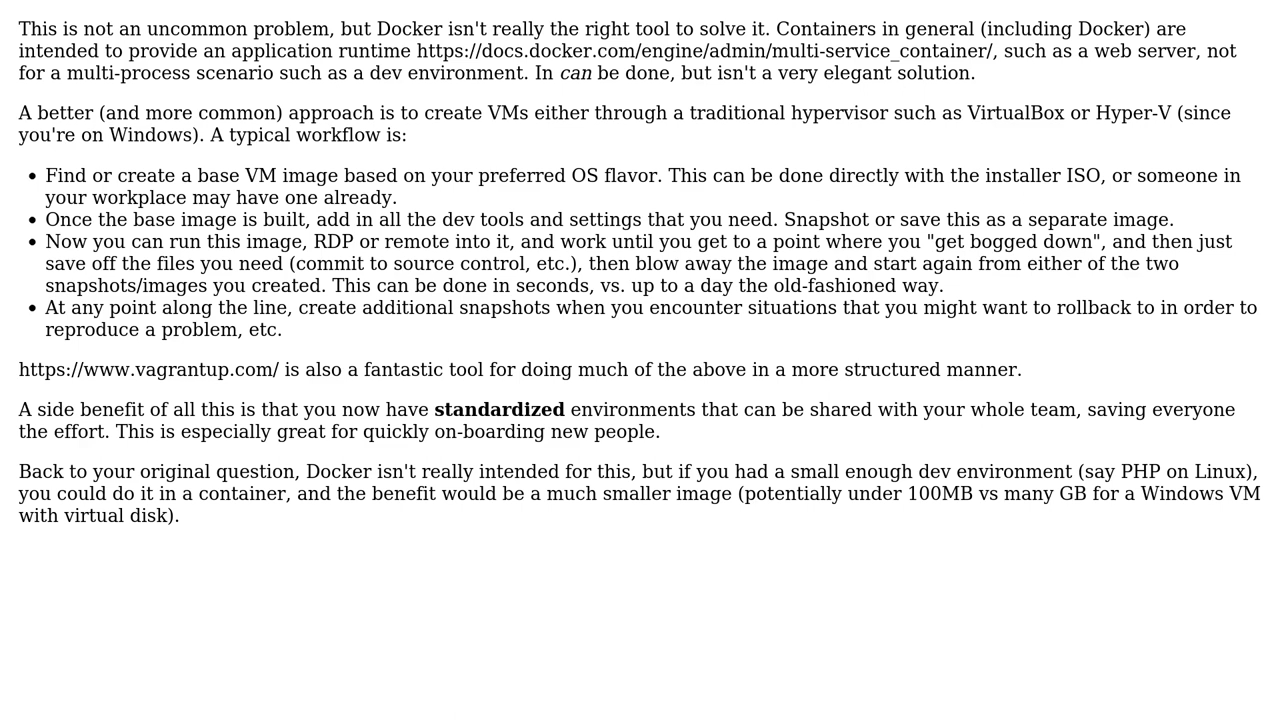 This is not an uncommon problem, but Docker isn't really the right tool to solve it. Containers in general (including Docker) are
intended to provide an application runtime https://docs.docker.com/engine/admin/multi-service_container/, such as a web server, not
for a multi-process scenario such as a dev environment. In can be done, but isn't a very elegant solution.
A better (and more common) approach is to create VMs either through a traditional hypervisor such as VirtualBox or Hyper-V (since
you're on Windows). A typical workflow is:
• Find or create a base VM image based on your preferred OS flavor. This can be done directly with the installer ISO, or someone in
your workplace may have one already.
• Once the base image is built, add in all the dev tools and settings that you need. Snapshot or save this as a separate image.
• Now you can run this image, RDP or remote into it, and work until you get to a point where you "get bogged down", and then just
save off the files you need (commit to source control, etc.), then blow away the image and start again from either of the two
snapshots/images you created. This can be done in seconds, vs. up to a day the old-fashioned way.
• At any point along the line, create additional snapshots when you encounter situations that you might want to rollback to in order to
reproduce a problem, etc.
https://www.vagrantup.com/ is also a fantastic tool for doing much of the above in a more structured manner.
A side benefit of all this is that you now have standardized environments that can be shared with your whole team, saving everyone
the effort. This is especially great for quickly on-boarding new people.
Back to your original question, Docker isn't really intended for this, but if you had a small enough dev environment (say PHP on Linux),
you could do it in a container, and the benefit would be a much smaller image (potentially under 100MB vs many GB for a Windows VM
with virtual disk).